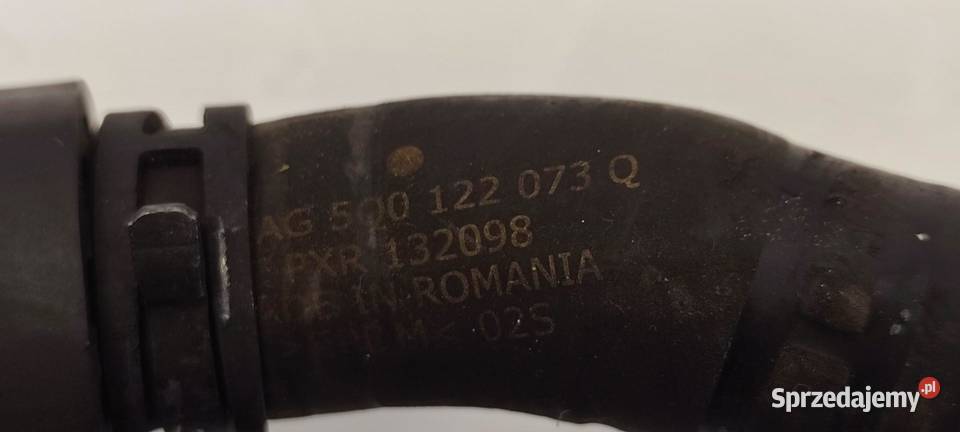 AG 5Q0 122 073 Q
PXR 132098
IN ROMANIA
02S
Sprzedajemy.pl